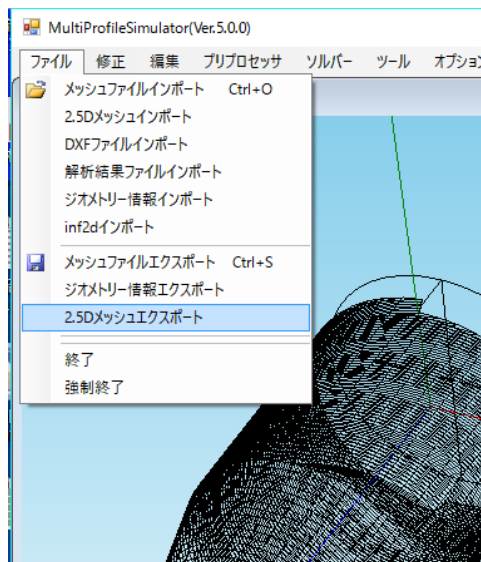 MultiProfileSimulator(Ver.5.0.0)
ファイル 修正 編集 プリプロセッサ ソルバー ツール オプション
メッシュファイルインポート Ctrl+O
2.5Dメッシュインポート
DXFファイルインポート
解析結果ファイルインポート
ジオメトリー情報インポート
inf2dインポート
メッシュファイルエクスポート Ctrl+S
ジオメトリー情報エクスポート
2.5Dメッシュエクスポート
終了
強制終了